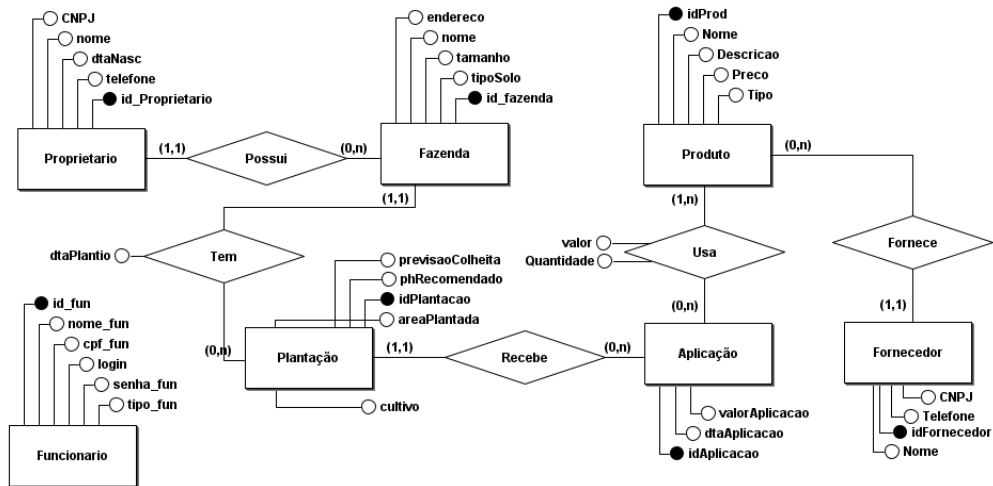 CNPJ
nome
dtaNasc
telefone
id_Proprietario
Proprietario
(1,1)
Possui
(0,n)
endereco
nome
tamanho
tipoSolo
id_fazenda
Fazenda
(1,1)
idProd
Nome
Descricao
Preco
Tipo
Produto
(0,n)
(1,n)
dtaPlantio
Tem
(0,n)
valor
Quantidade
Usa
(0,n)
Fornece
(1,1)
previsaoColheita
phRecomendado
idPlantacao
areaPlantada
Plantação
cultivo
(1,1)
Recebe
(0,n)
Aplicação
valorAplicacao
dtaAplicacao
idAplicacao
Fornecedor
CNPJ
Telefone
idFornecedor
Nome
id_fun
nome_fun
cpf_fun
login
senha_fun
tipo_fun
Funcionario